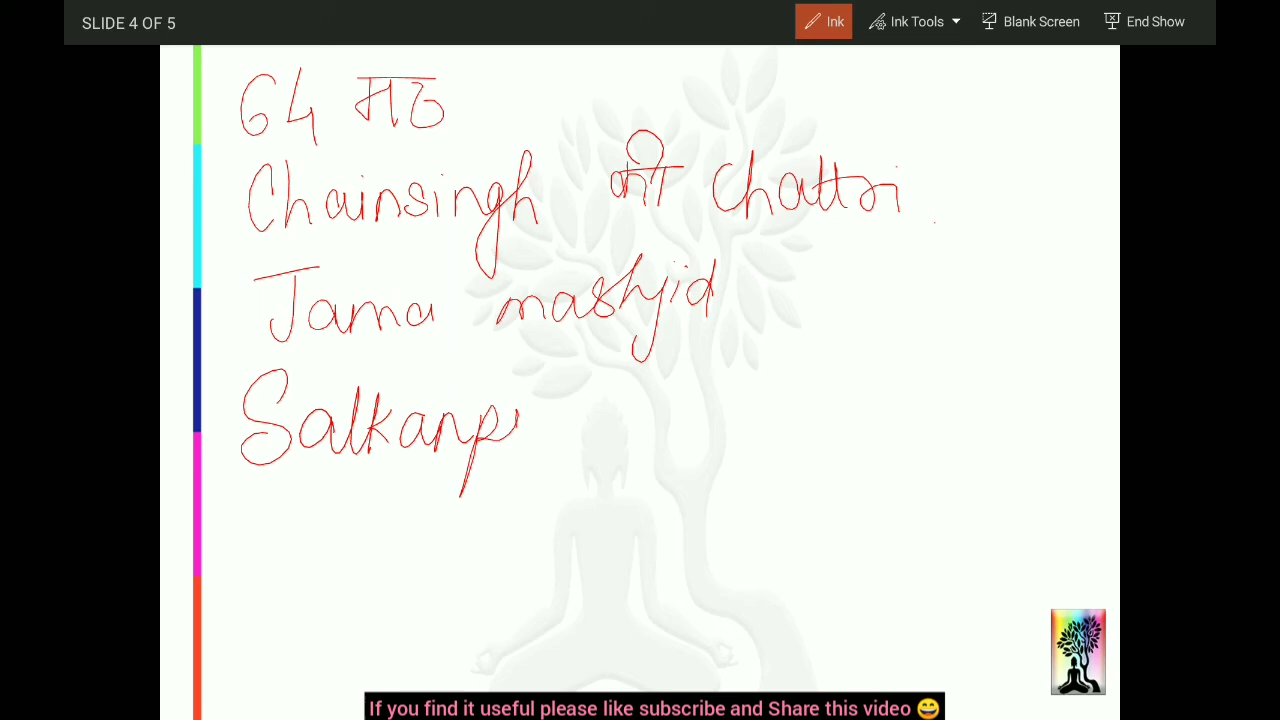 SLIDE 4 OF 5
Ink
Ink Tools
Blank Screen
End Show
64 मठ
Chainsingh की Chattri
Jama mashjid
Salkanp
If you find it useful please like subscribe and Share this video 😄